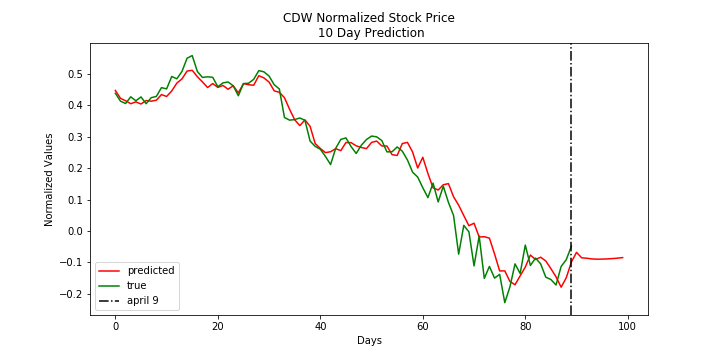 CDW Normalized Stock Price
10 Day Prediction
Normalized Values
0.5
0.4
0.3
0.2
0.1
0.0
−0.1
−0.2
predicted
true
april 9
0 20 40 60 80 100
Days